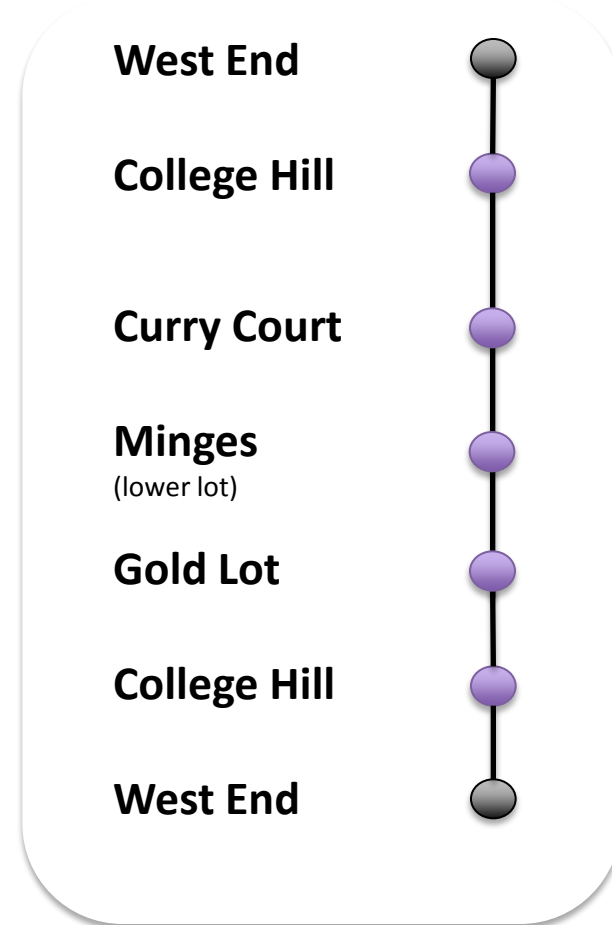 West End
College Hill
Curry Court
Minges
(lower lot)
Gold Lot
College Hill
West End